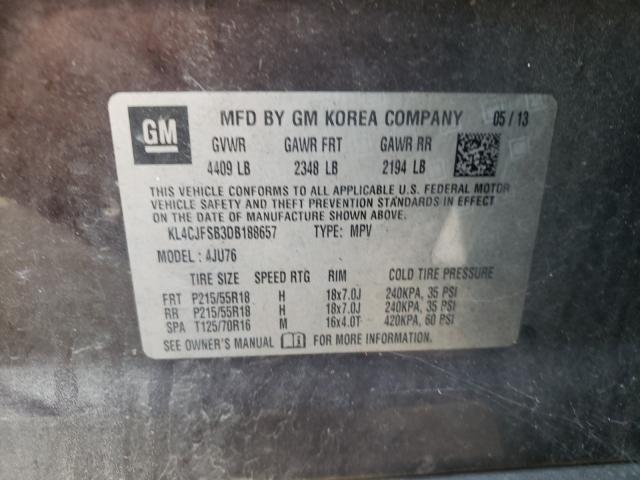 GM
MFD BY GM KOREA COMPANY 05 / 13
GVWR GAWR FRT GAWR RR
4409 LB 2348 LB 2194 LB
THIS VEHICLE CONFORMS TO ALL APPLICABLE U.S. FEDERAL MOTOR
VEHICLE SAFETY AND THEFT PREVENTION STANDARDS IN EFFECT
ON THE DATE OF MANUFACTURE SHOWN ABOVE.
KL4CJFSB3DB188657 TYPE: MPV
MODEL: 4JU76
TIRE SIZE SPEED RTG RIM COLD TIRE PRESSURE
FRT P215/55R18 H 18x7.0J 240KPA, 35 PSI
RR P215/55R18 H 18x7.0J 240KPA, 35 PSI
SPA T125/70R16 M 16x4.0T 420KPA, 60 PSI
SEE OWNER'S MANUAL FOR MORE INFORMATION.